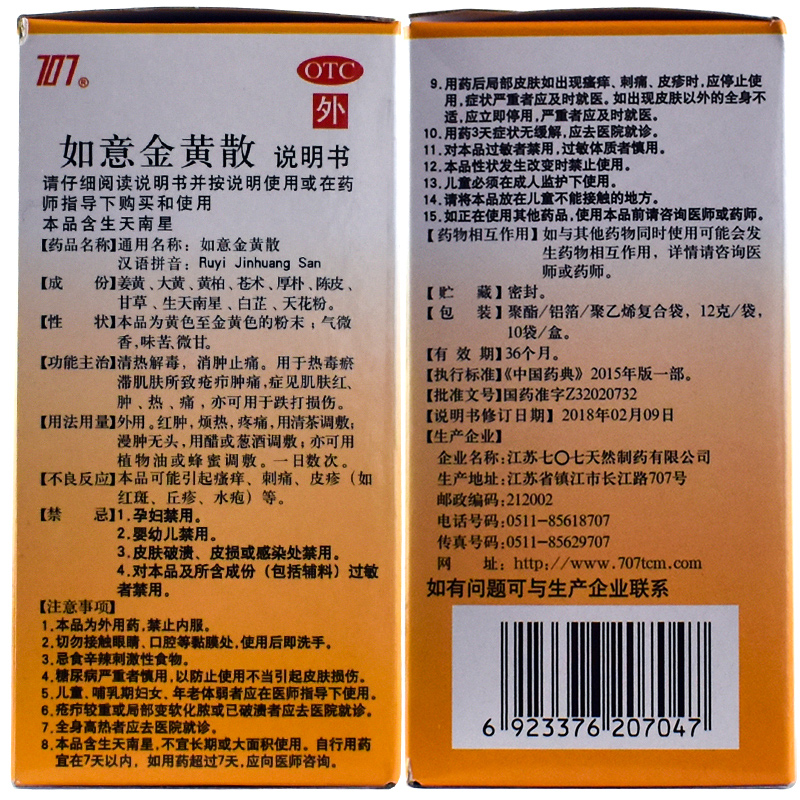 707®
OTC
外
如意金黄散 说明书
请仔细阅读说明书并按说明使用或在药
师指导下购买和使用
本品含生天南星
【药品名称】通用名称：如意金黄散
汉语拼音：Ruyi Jinhuang San
【成　份】姜黄、大黄、黄柏、苍术、厚朴、陈皮、
甘草、生天南星、白芷、天花粉。
【性　状】本品为黄色至金黄色的粉末；气微
香，味苦、微甘。
【功能主治】清热解毒，消肿止痛。用于热毒瘀
滞肌肤所致疮疖肿痛，症见肌肤红、
肿、热、痛，亦可用于跌打损伤。
【用法用量】外用。红肿，烦热，疼痛，用清茶调敷；
漫肿无头，用醋或葱酒调敷；亦可用
植物油或蜂蜜调敷。一日数次。
【不良反应】本品可能引起瘙痒、刺痛、皮疹（如
红斑、丘疹、水疱）等。
【禁　忌】1.孕妇禁用。
2.婴幼儿禁用。
3.皮肤破溃、皮损或感染处禁用。
4.对本品及所含成份（包括辅料）过敏
者禁用。
【注意事项】
1.本品为外用药，禁止内服。
2.切勿接触眼睛、口腔等黏膜处，使用后即洗手。
3.忌食辛辣刺激性食物。
4.糖尿病严重者慎用，以防止使用不当引起皮肤损伤。
5.儿童、哺乳期妇女、年老体弱者应在医师指导下使用。
6.疮疖较重或局部变软化脓或已破溃者应去医院就诊。
7.全身高热者应去医院就诊。
8.本品含生天南星，不宜长期或大面积使用。自行用药
宜在7天以内，如用药超过7天，应向医师咨询。
9.用药后局部皮肤如出现瘙痒、刺痛、皮疹时，应停止使
用，症状严重者应及时就医。如出现皮肤以外的全身不
适，应立即停用，严重者应及时就医。
10.用药3天症状无缓解，应去医院就诊。
11.对本品过敏者禁用，过敏体质者慎用。
12.本品性状发生改变时禁止使用。
13.儿童必须在成人监护下使用。
14.请将本品放在儿童不能接触的地方。
15.如正在使用其他药品，使用本品前请咨询医师或药师。
【药物相互作用】如与其他药物同时使用可能会发
生药物相互作用，详情请咨询医
师或药师。
【贮　藏】密封。
【包　装】聚酯/铝箔/聚乙烯复合袋，12克/袋，
10袋/盒。
【有 效 期】36个月。
【执行标准】《中国药典》2015年版一部。
【批准文号】国药准字Z32020732
【说明书修订日期】2018年02月09日
【生产企业】
企业名称：江苏七〇七天然制药有限公司
生产地址：江苏省镇江市长江路707号
邮政编码：212002
电话号码：0511-85618707
传真号码：0511-85629707
网　址：http://www.707tcm.com
如有问题可与生产企业联系
6 923376 207047